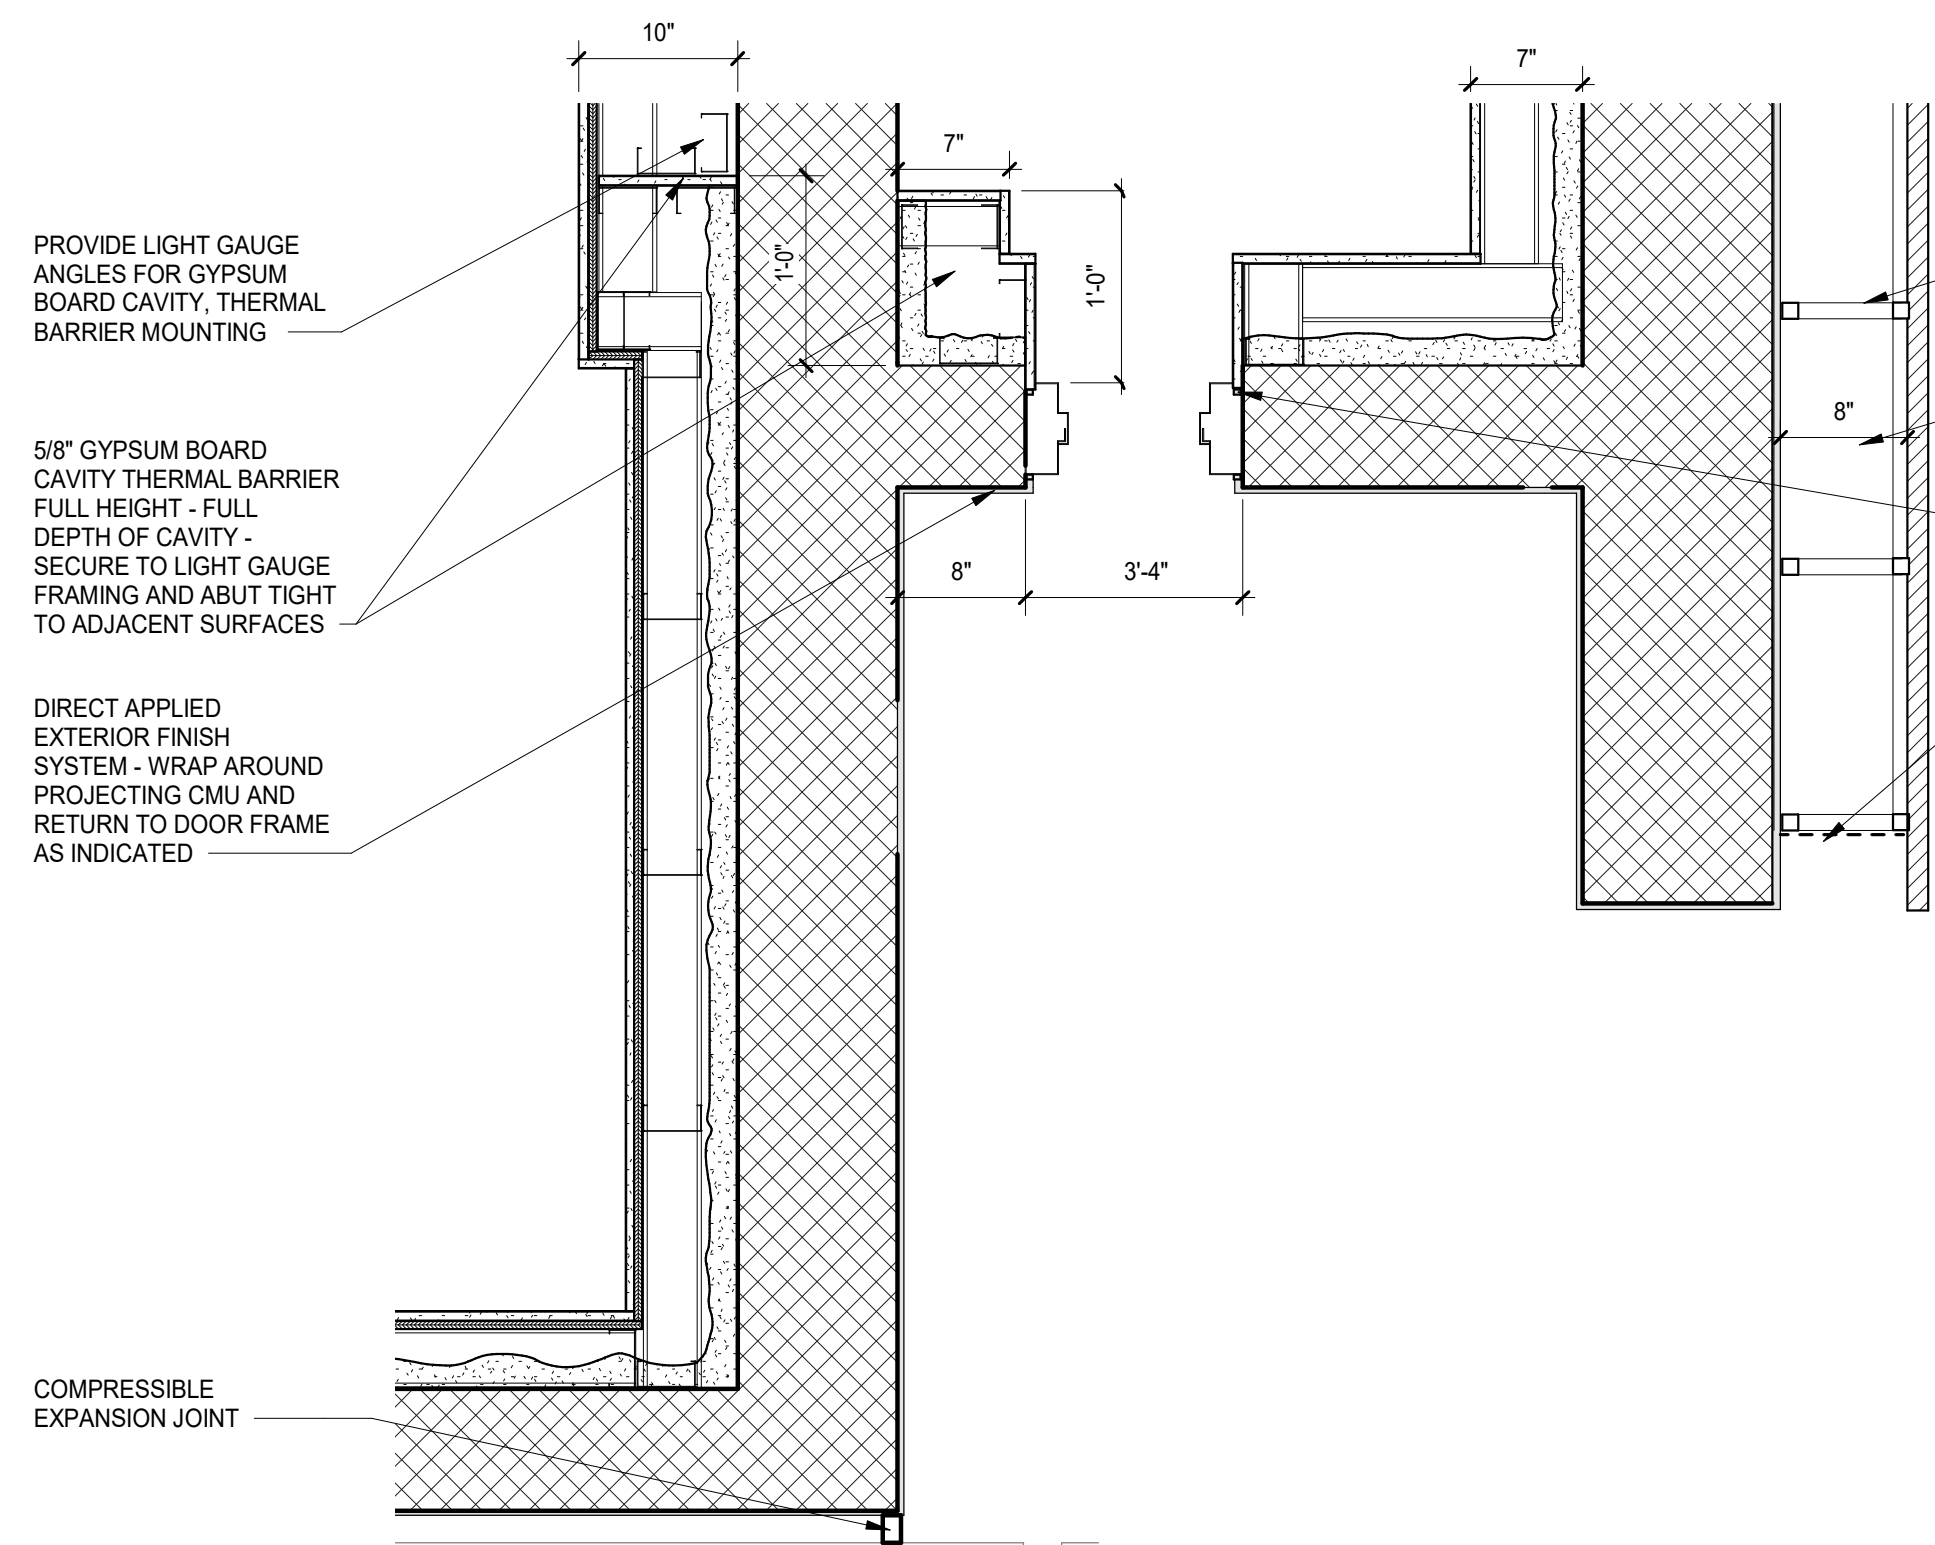 10"
7"
7"
PROVIDE LIGHT GAUGE
ANGLES FOR GYPSUM
BOARD CAVITY, THERMAL
BARRIER MOUNTING
1'-0"
1'-0"
8"
5/8" GYPSUM BOARD
CAVITY THERMAL BARRIER
FULL HEIGHT - FULL
DEPTH OF CAVITY -
SECURE TO LIGHT GAUGE
FRAMING AND ABUT TIGHT
TO ADJACENT SURFACES
8"
3'-4"
DIRECT APPLIED
EXTERIOR FINISH
SYSTEM - WRAP AROUND
PROJECTING CMU AND
RETURN TO DOOR FRAME
AS INDICATED
COMPRESSIBLE
EXPANSION JOINT